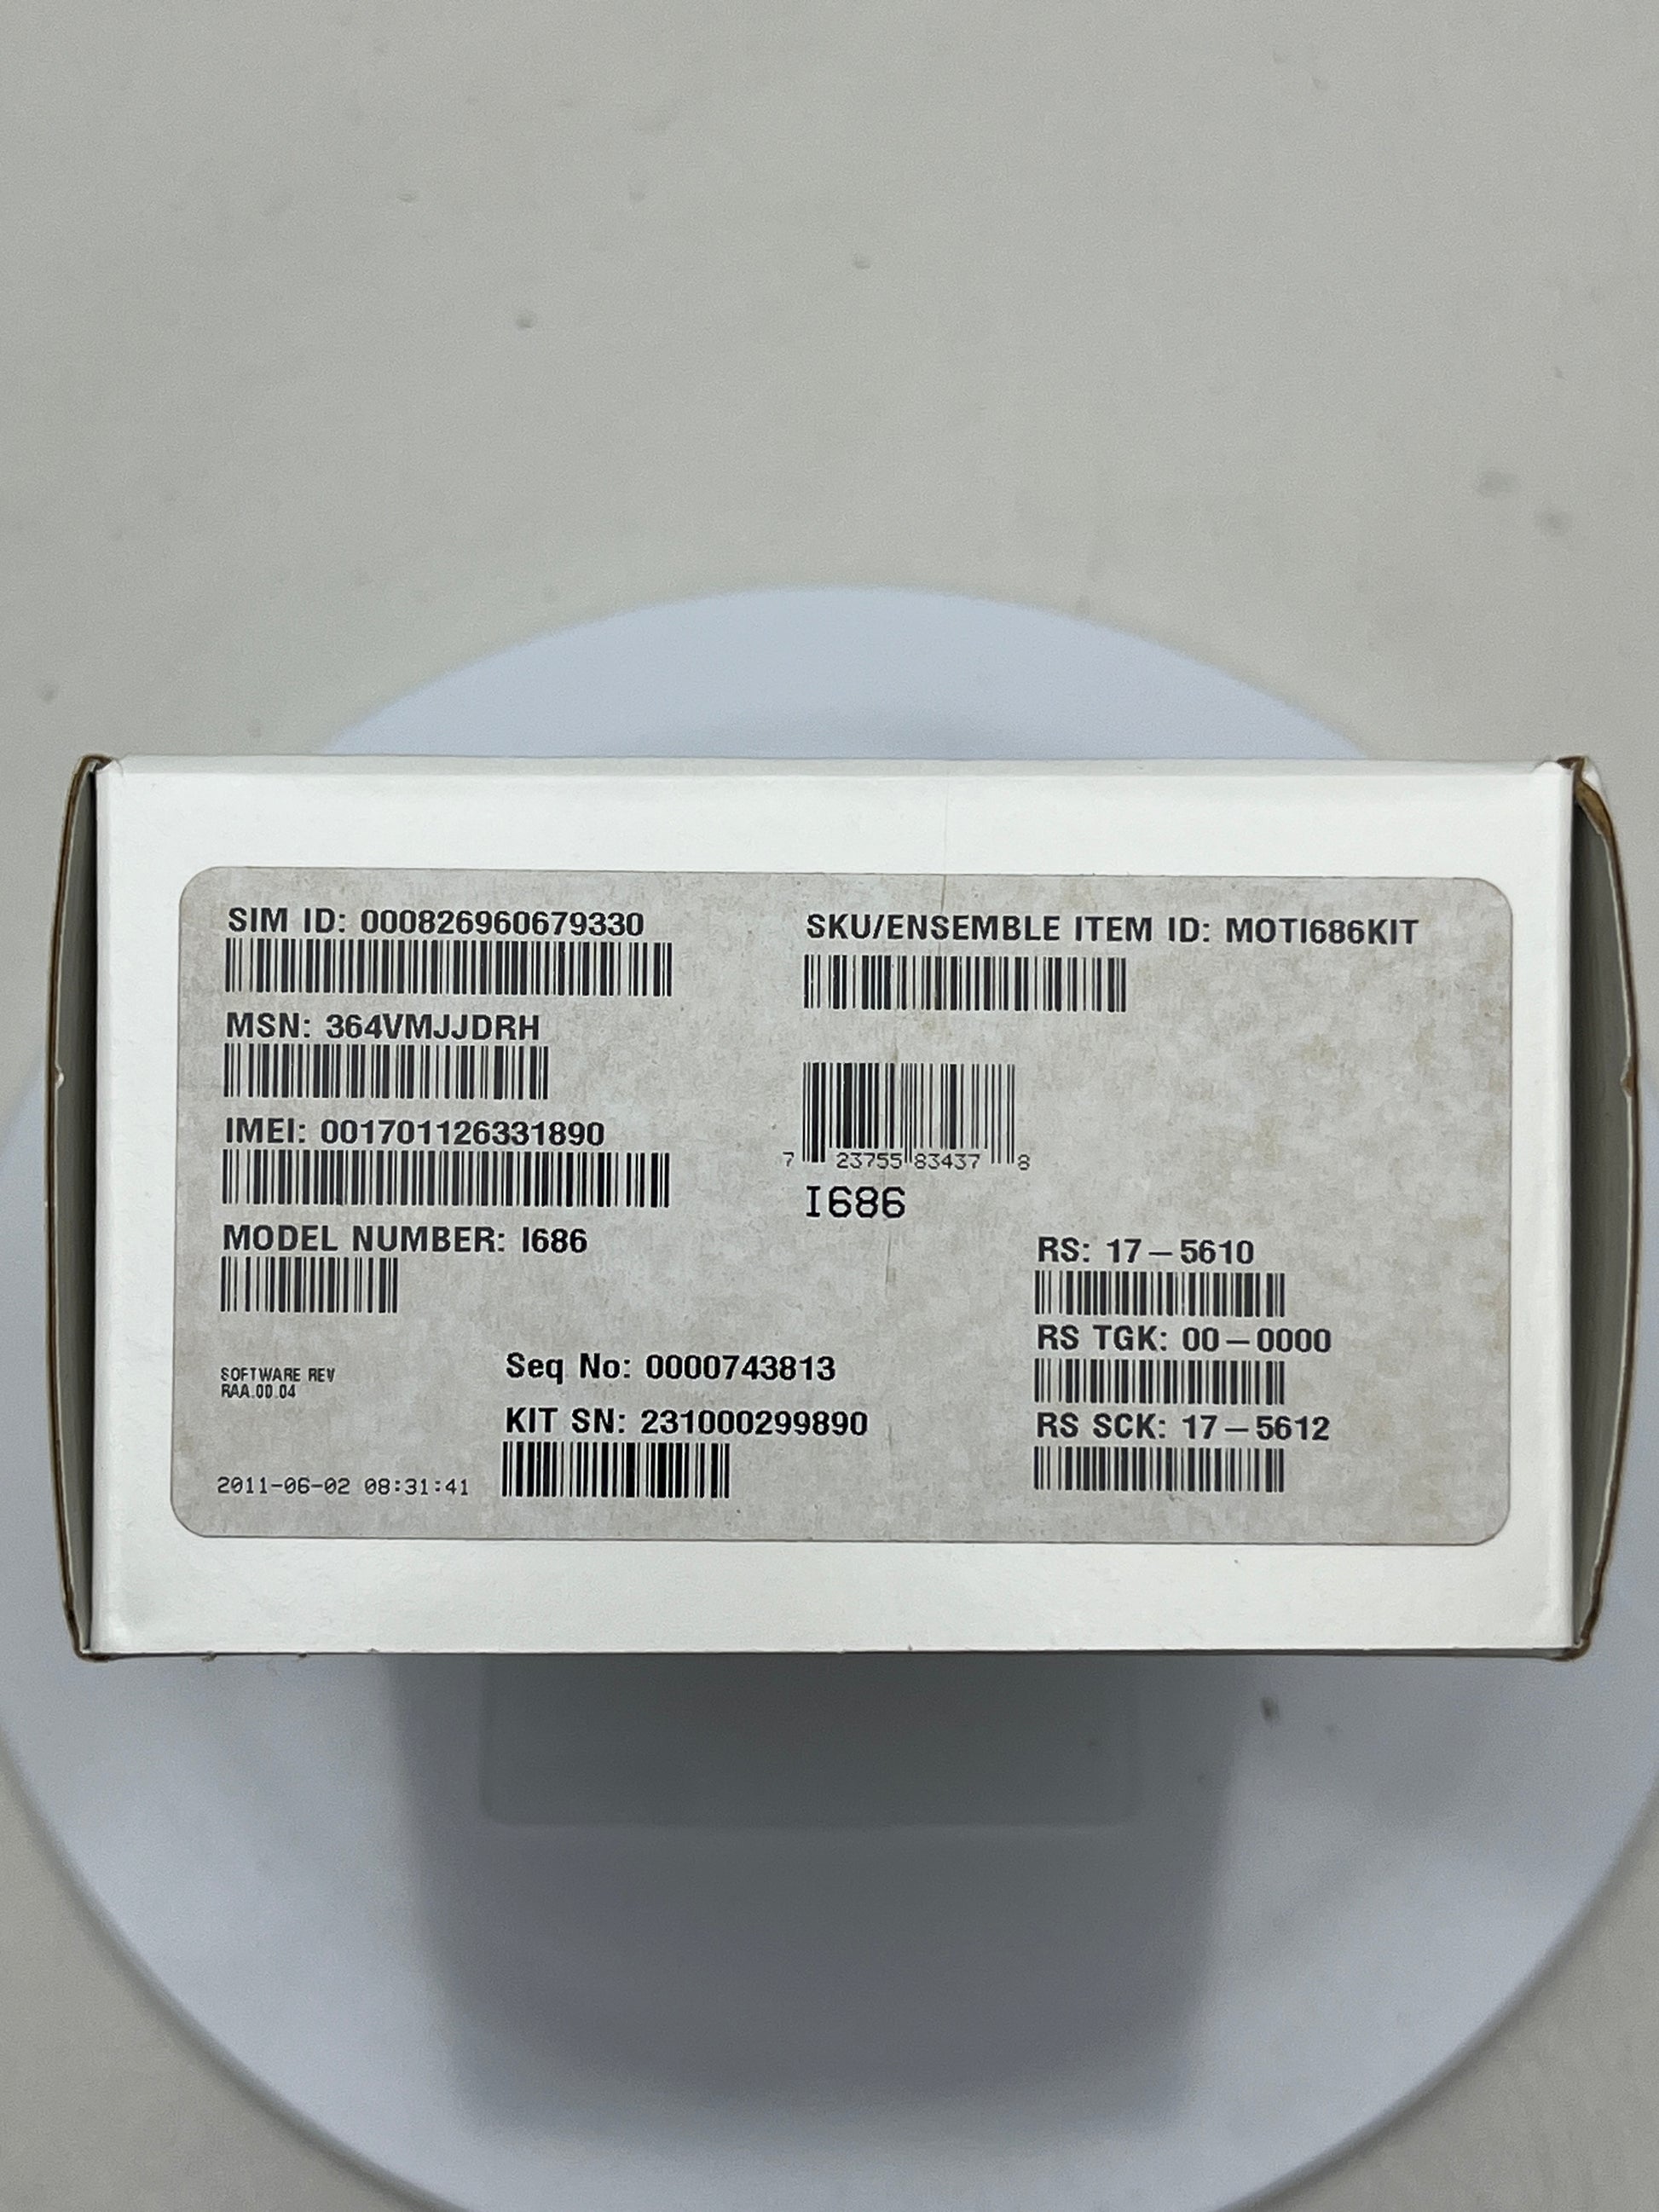 SIM ID: 000826960679330
MSN: 364VMJJDRH
IMEI: 001701126331890
MODEL NUMBER: I686
SOFTWARE REV
RAA.00.04
2011-06-02 08:31:41
Seq No: 0000743813
KIT SN: 231000299890
SKU/ENSEMBLE ITEM ID: MOTI686KIT
7 23755 83437 8
I686
RS: 17-5610
RS TGK: 00-0000
RS SCK: 17-5612